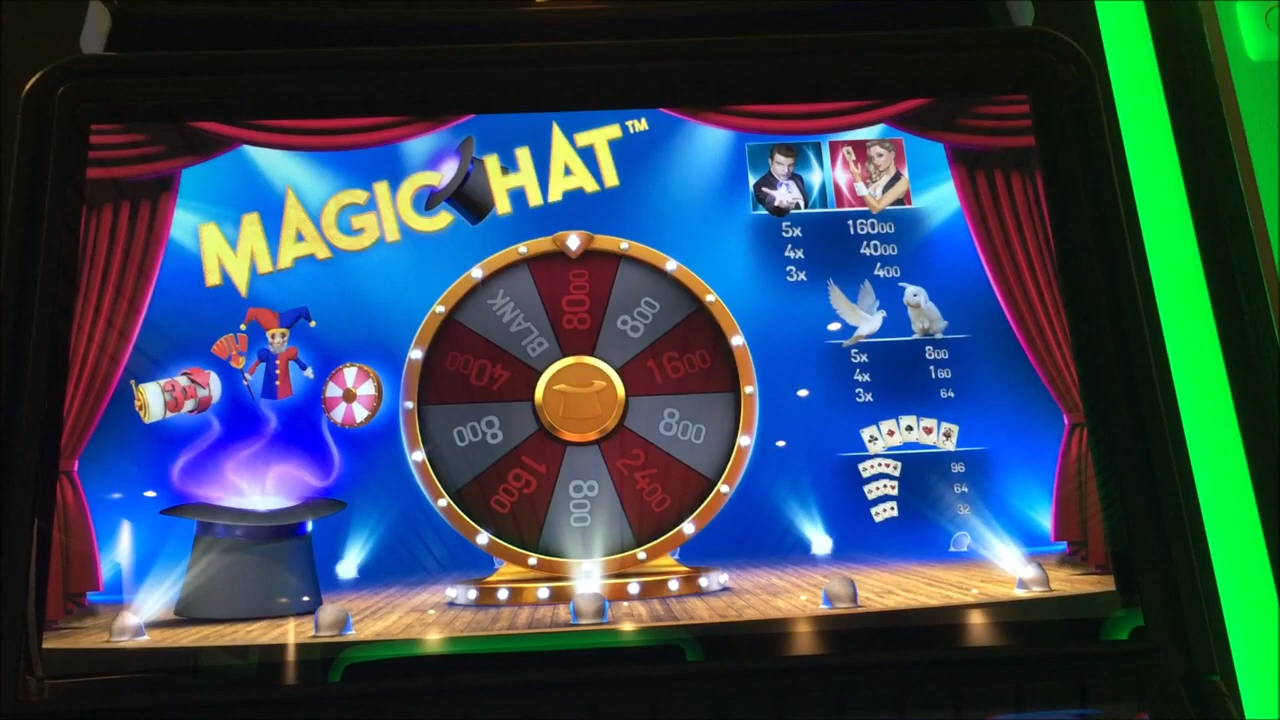 MAGIC HAT™
5x 16000
4x 4000
3x 400
5x 800
4x 160
3x 64
96
64
32
3x
8000
800
1600
800
2400
800
1600
800
4000
BLANK